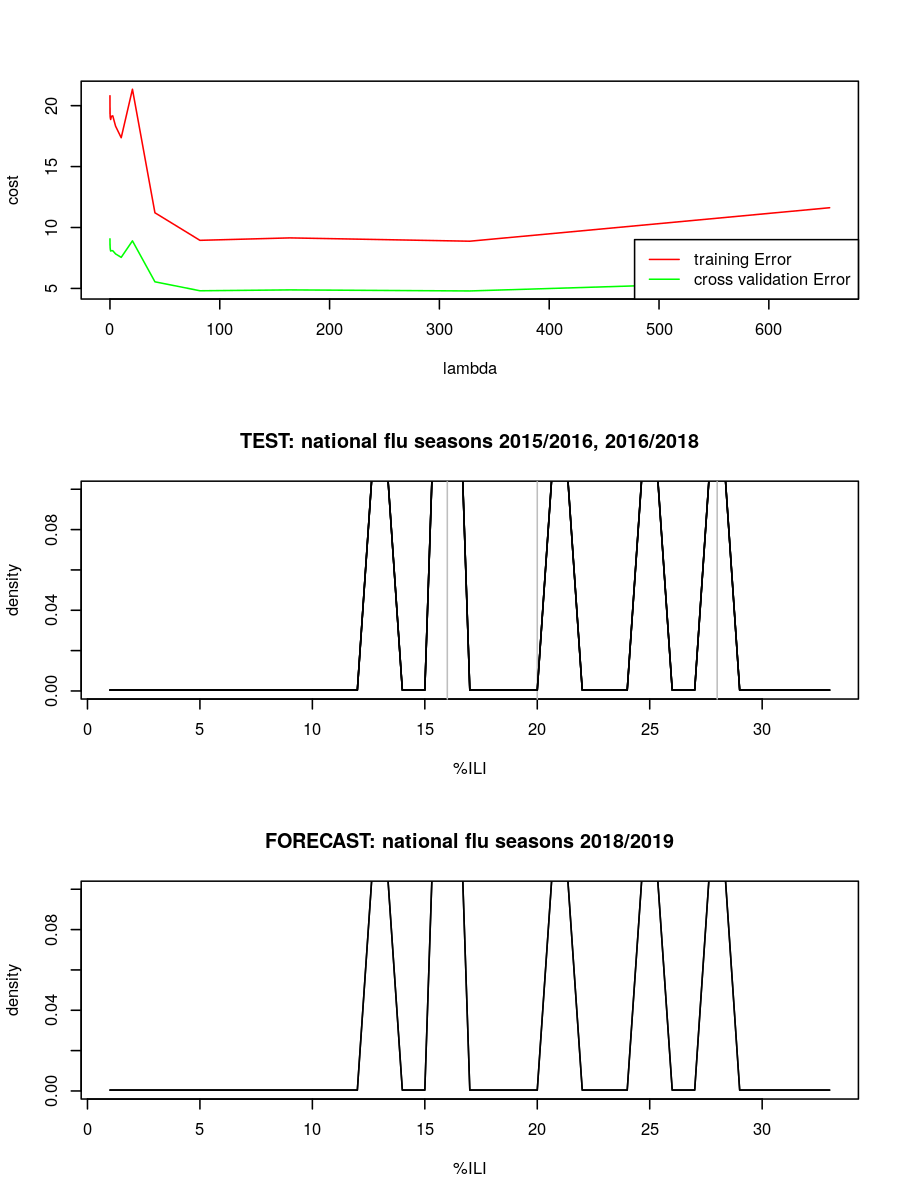 cost
20
15
10
5
training Error
cross validation Error
0 100 200 300 400 500 600
lambda
TEST: national flu seasons 2015/2016, 2016/2018
density
0.08
0.04
0.00
0 5 10 15 20 25 30
%ILI
FORECAST: national flu seasons 2018/2019
density
0.08
0.04
0.00
0 5 10 15 20 25 30
%ILI